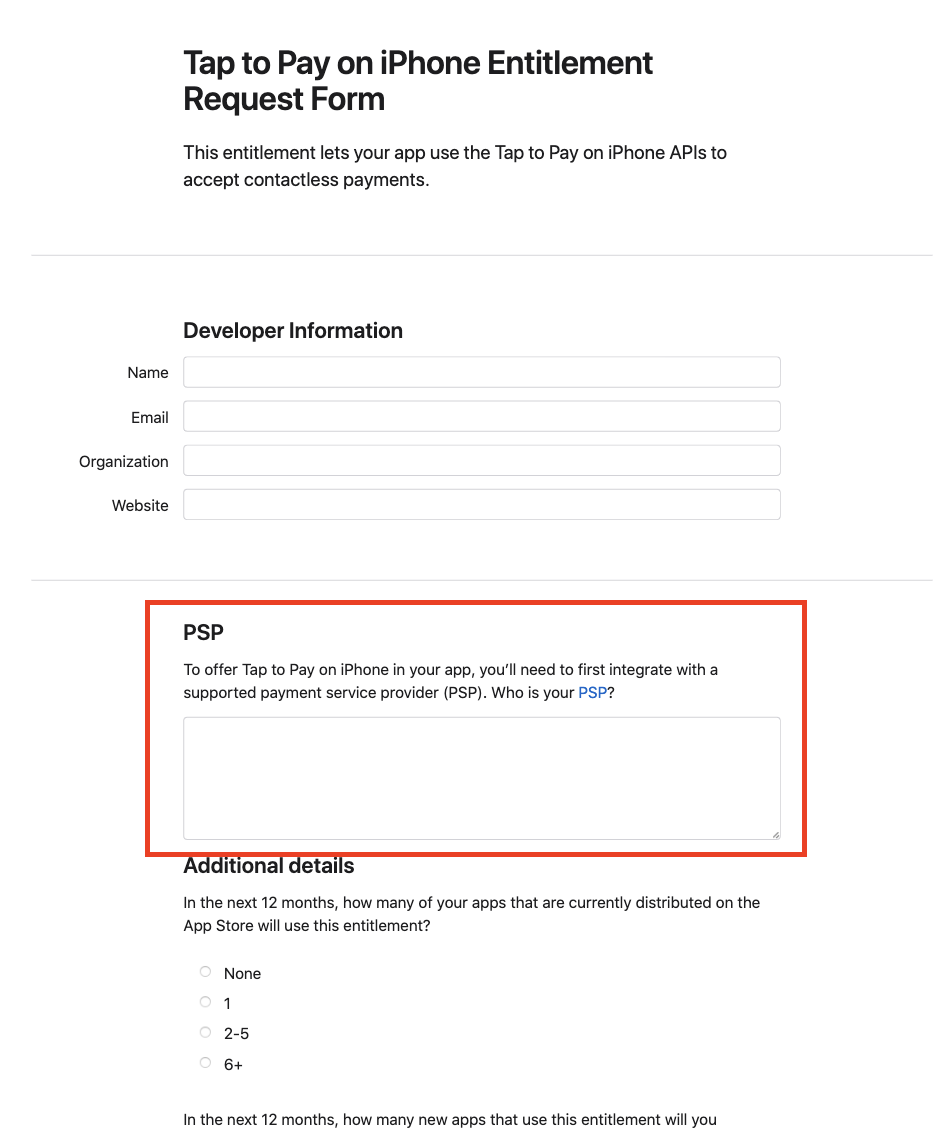 Tap to Pay on iPhone Entitlement
Request Form
This entitlement lets your app use the Tap to Pay on iPhone APIs to
accept contactless payments.
Developer Information
Name
Email
Organization
Website
PSP
To offer Tap to Pay on iPhone in your app, you’ll need to first integrate with a
supported payment service provider (PSP). Who is your PSP?
Additional details
In the next 12 months, how many of your apps that are currently distributed on the
App Store will use this entitlement?
None
1
2-5
6+
In the next 12 months, how many new apps that use this entitlement will you